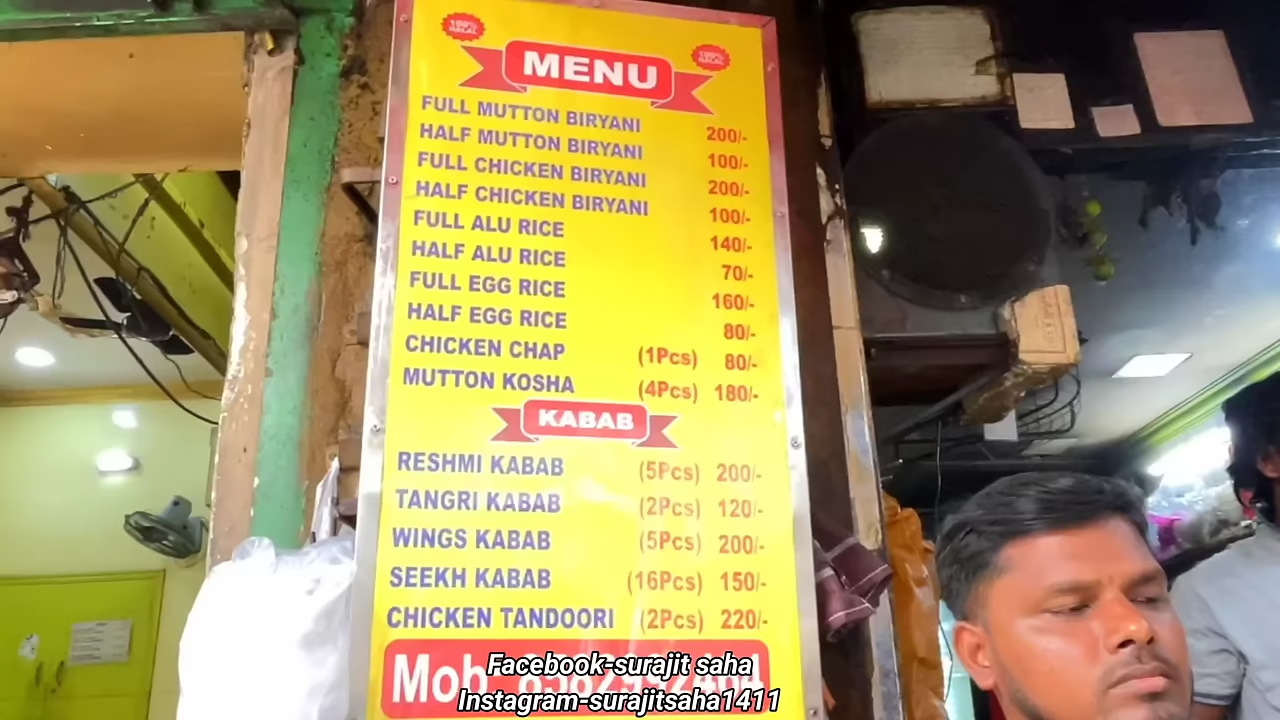 100% HALAL
100% HALAL
MENU
FULL MUTTON BIRYANI 200/-
HALF MUTTON BIRYANI 100/-
FULL CHICKEN BIRYANI 200/-
HALF CHICKEN BIRYANI 100/-
FULL ALU RICE 140/-
HALF ALU RICE 70/-
FULL EGG RICE 160/-
HALF EGG RICE 80/-
CHICKEN CHAP (1Pcs) 80/-
MUTTON KOSHA (4Pcs) 180/-
KABAB
RESHMI KABAB (5Pcs) 200/-
TANGRI KABAB (2Pcs) 120/-
WINGS KABAB (5Pcs) 200/-
SEEKH KABAB (16Pcs) 150/-
CHICKEN TANDOORI (2Pcs) 220/-
Mob
Facebook-surajit saha
Instagram-surajitsaha1411